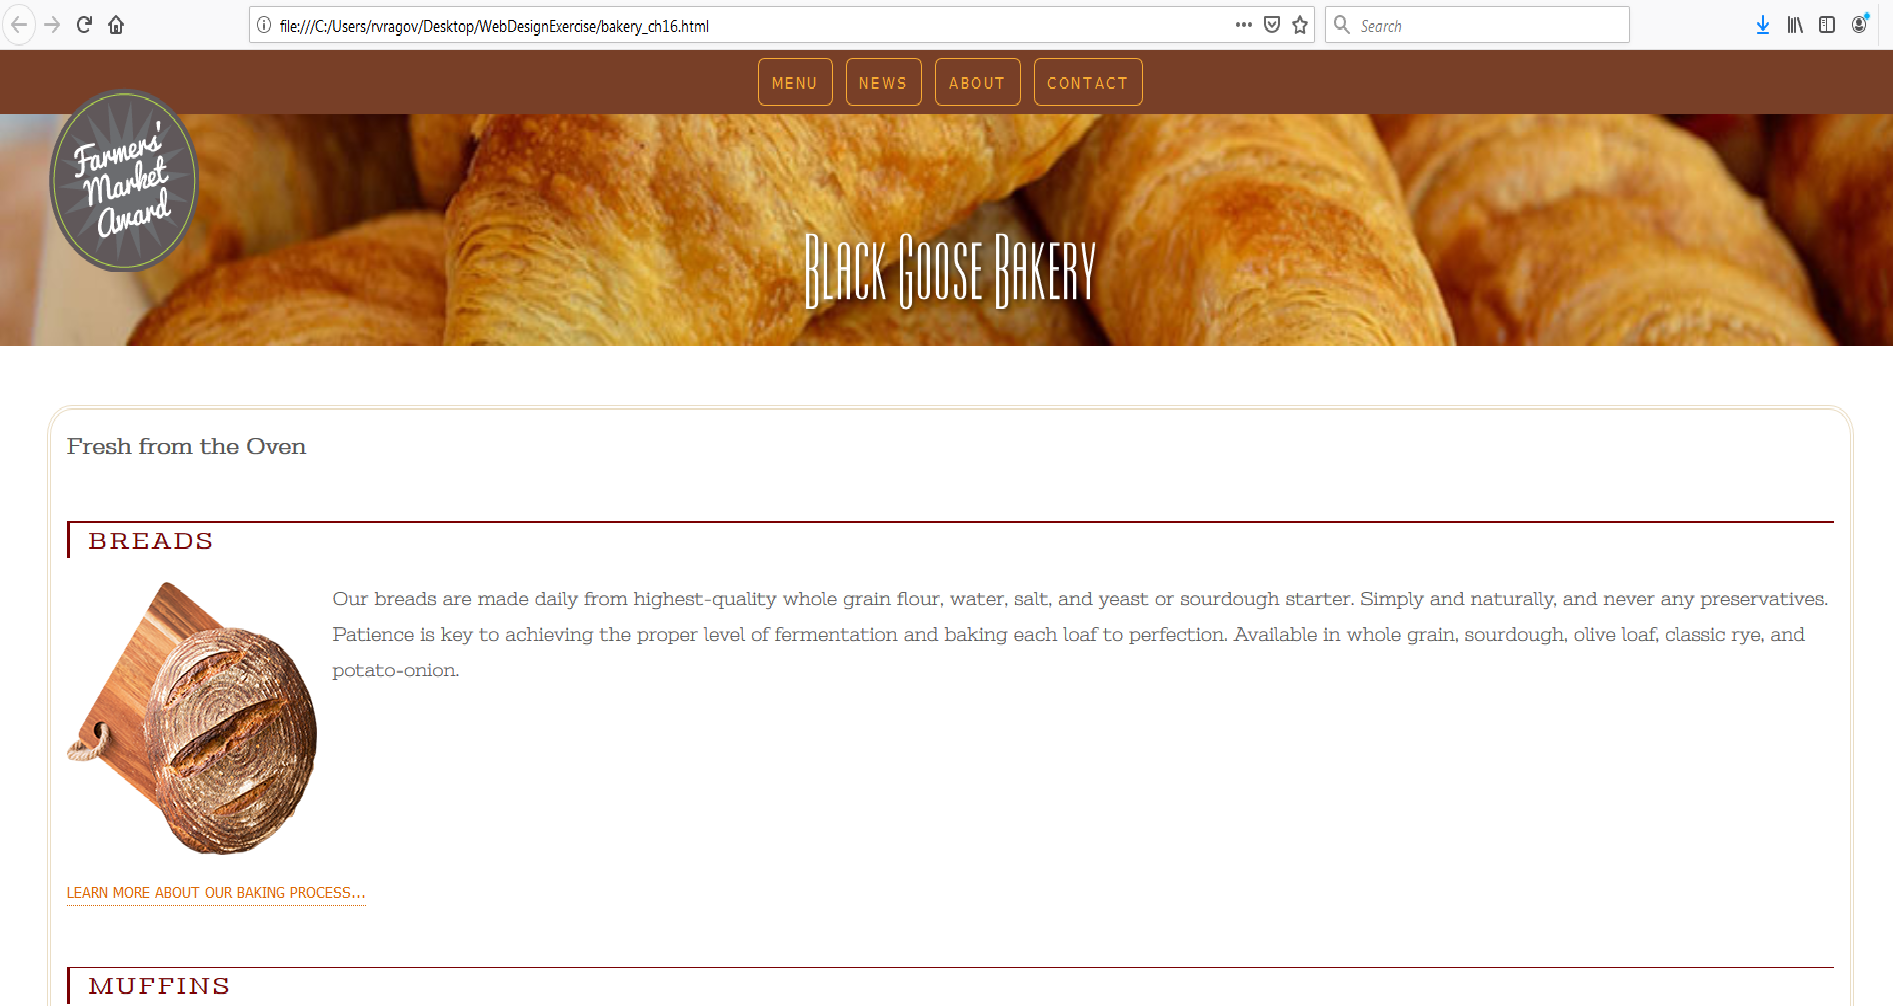 file:///C:/Users/rvragov/Desktop/WebDesignExercise/bakery_ch16.html
Search
MENU NEWS ABOUT CONTACT
Farmers'
Market
Award
Black Goose Bakery
Fresh from the Oven
BREADS
Our breads are made daily from highest-quality whole grain flour, water, salt, and yeast or sourdough starter. Simply and naturally, and never any preservatives.
Patience is key to achieving the proper level of fermentation and baking each loaf to perfection. Available in whole grain, sourdough, olive loaf, classic rye, and
potato-onion.
LEARN MORE ABOUT OUR BAKING PROCESS...
MUFFINS